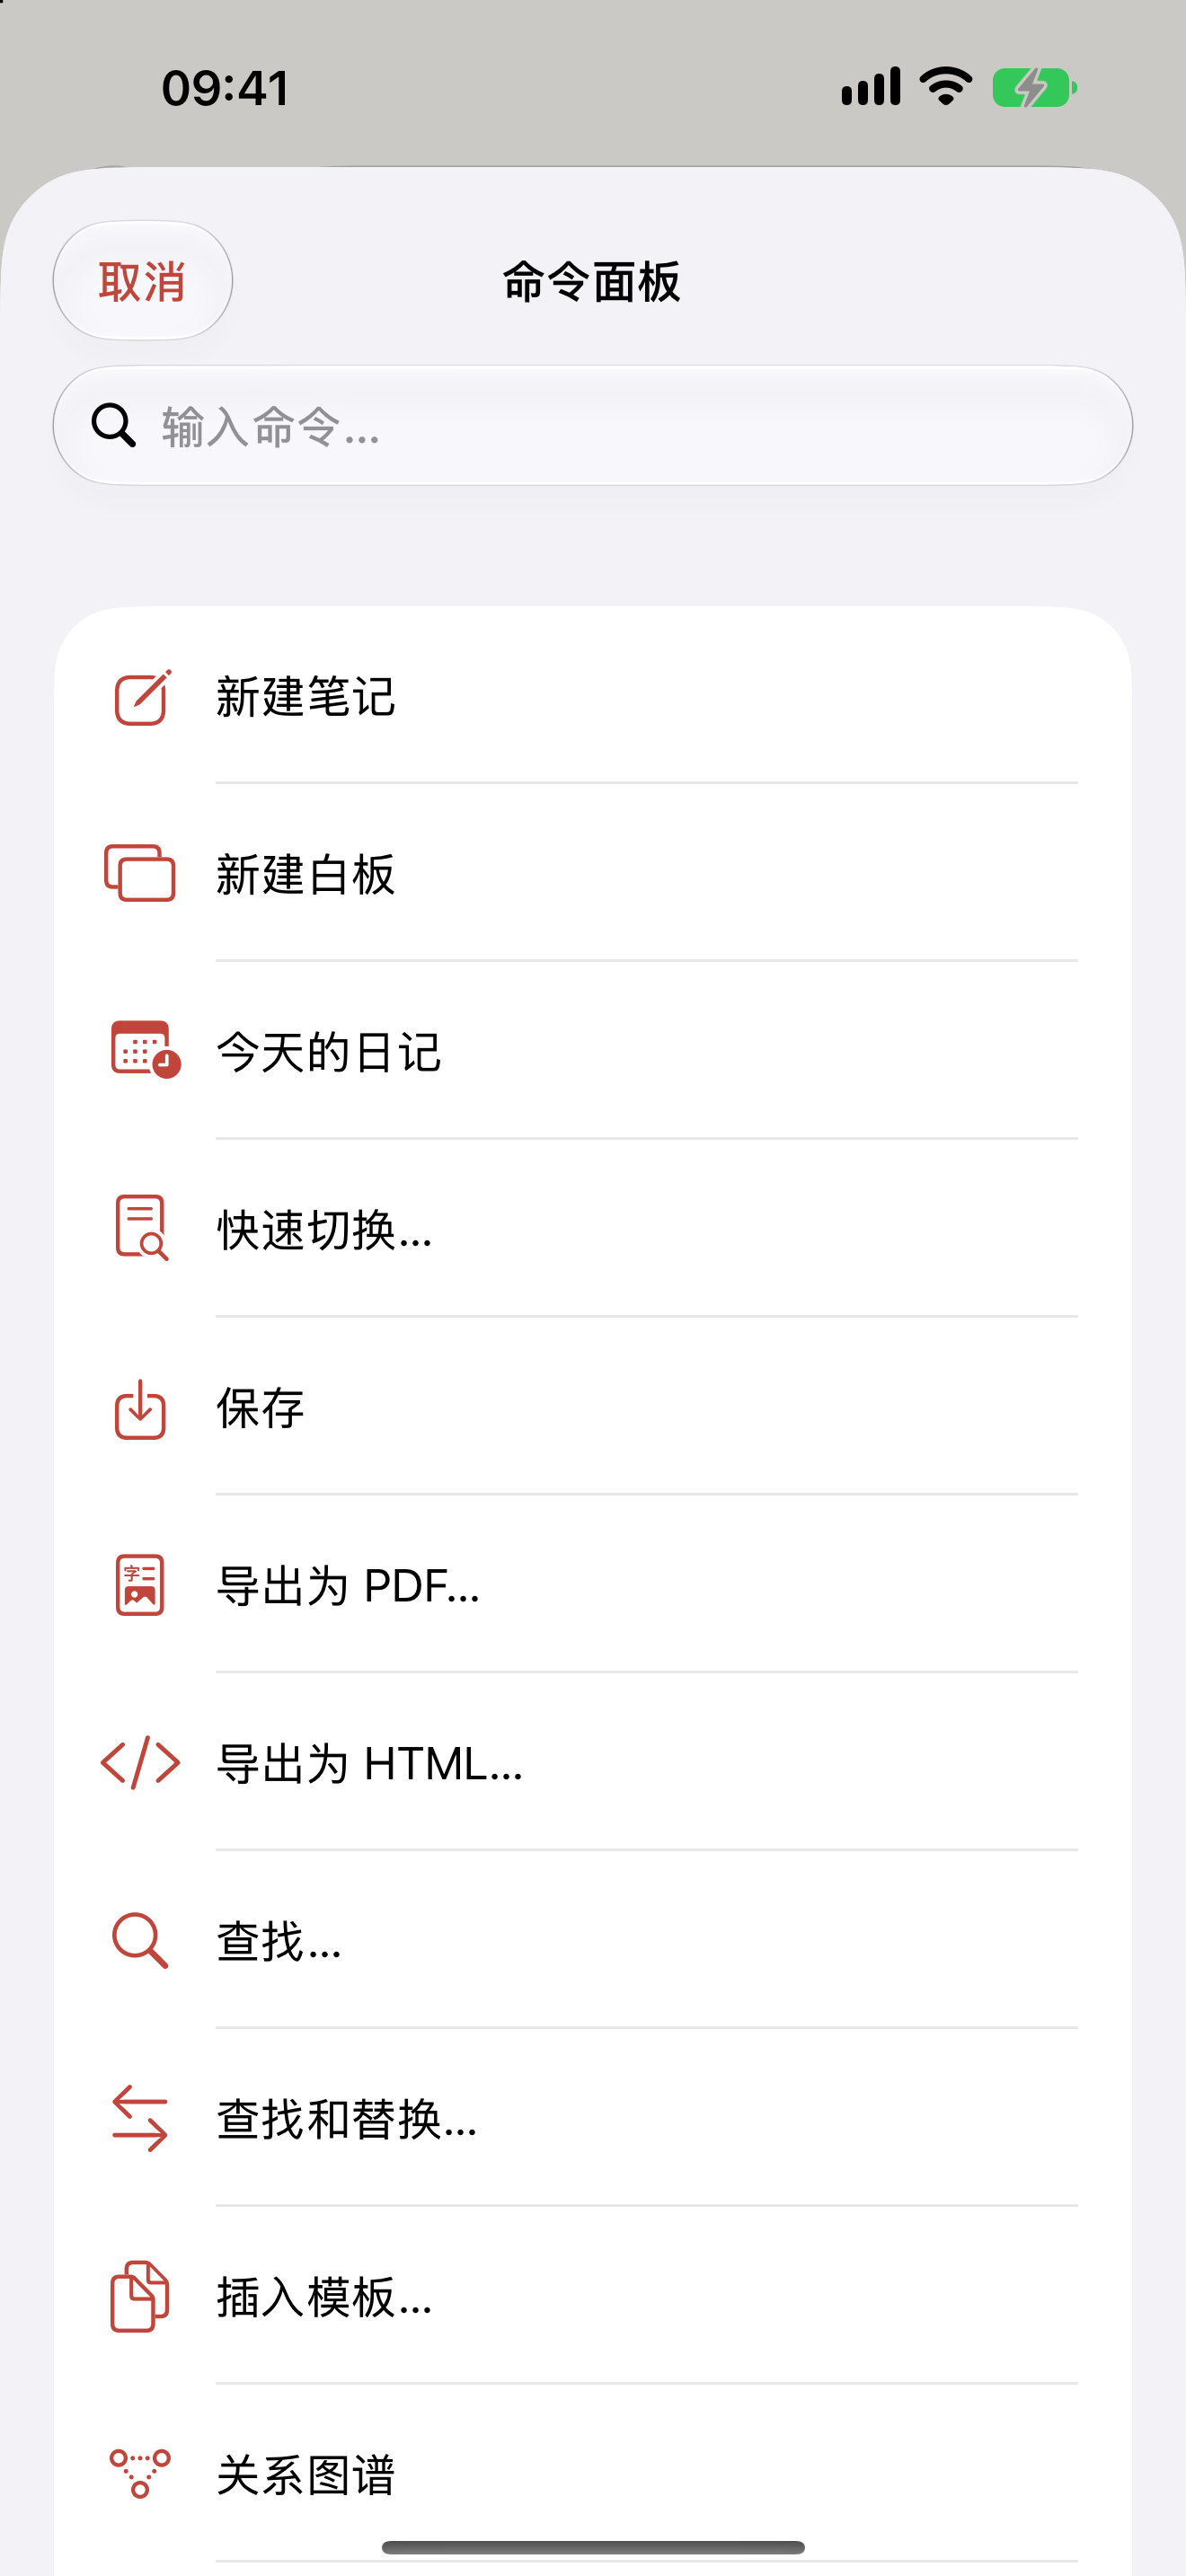 09:41
取消
命令面板
输入命令...
新建笔记
新建白板
今天的日记
快速切换...
保存
字
导出为 PDF...
导出为 HTML...
查找...
查找和替换...
插入模板...
关系图谱